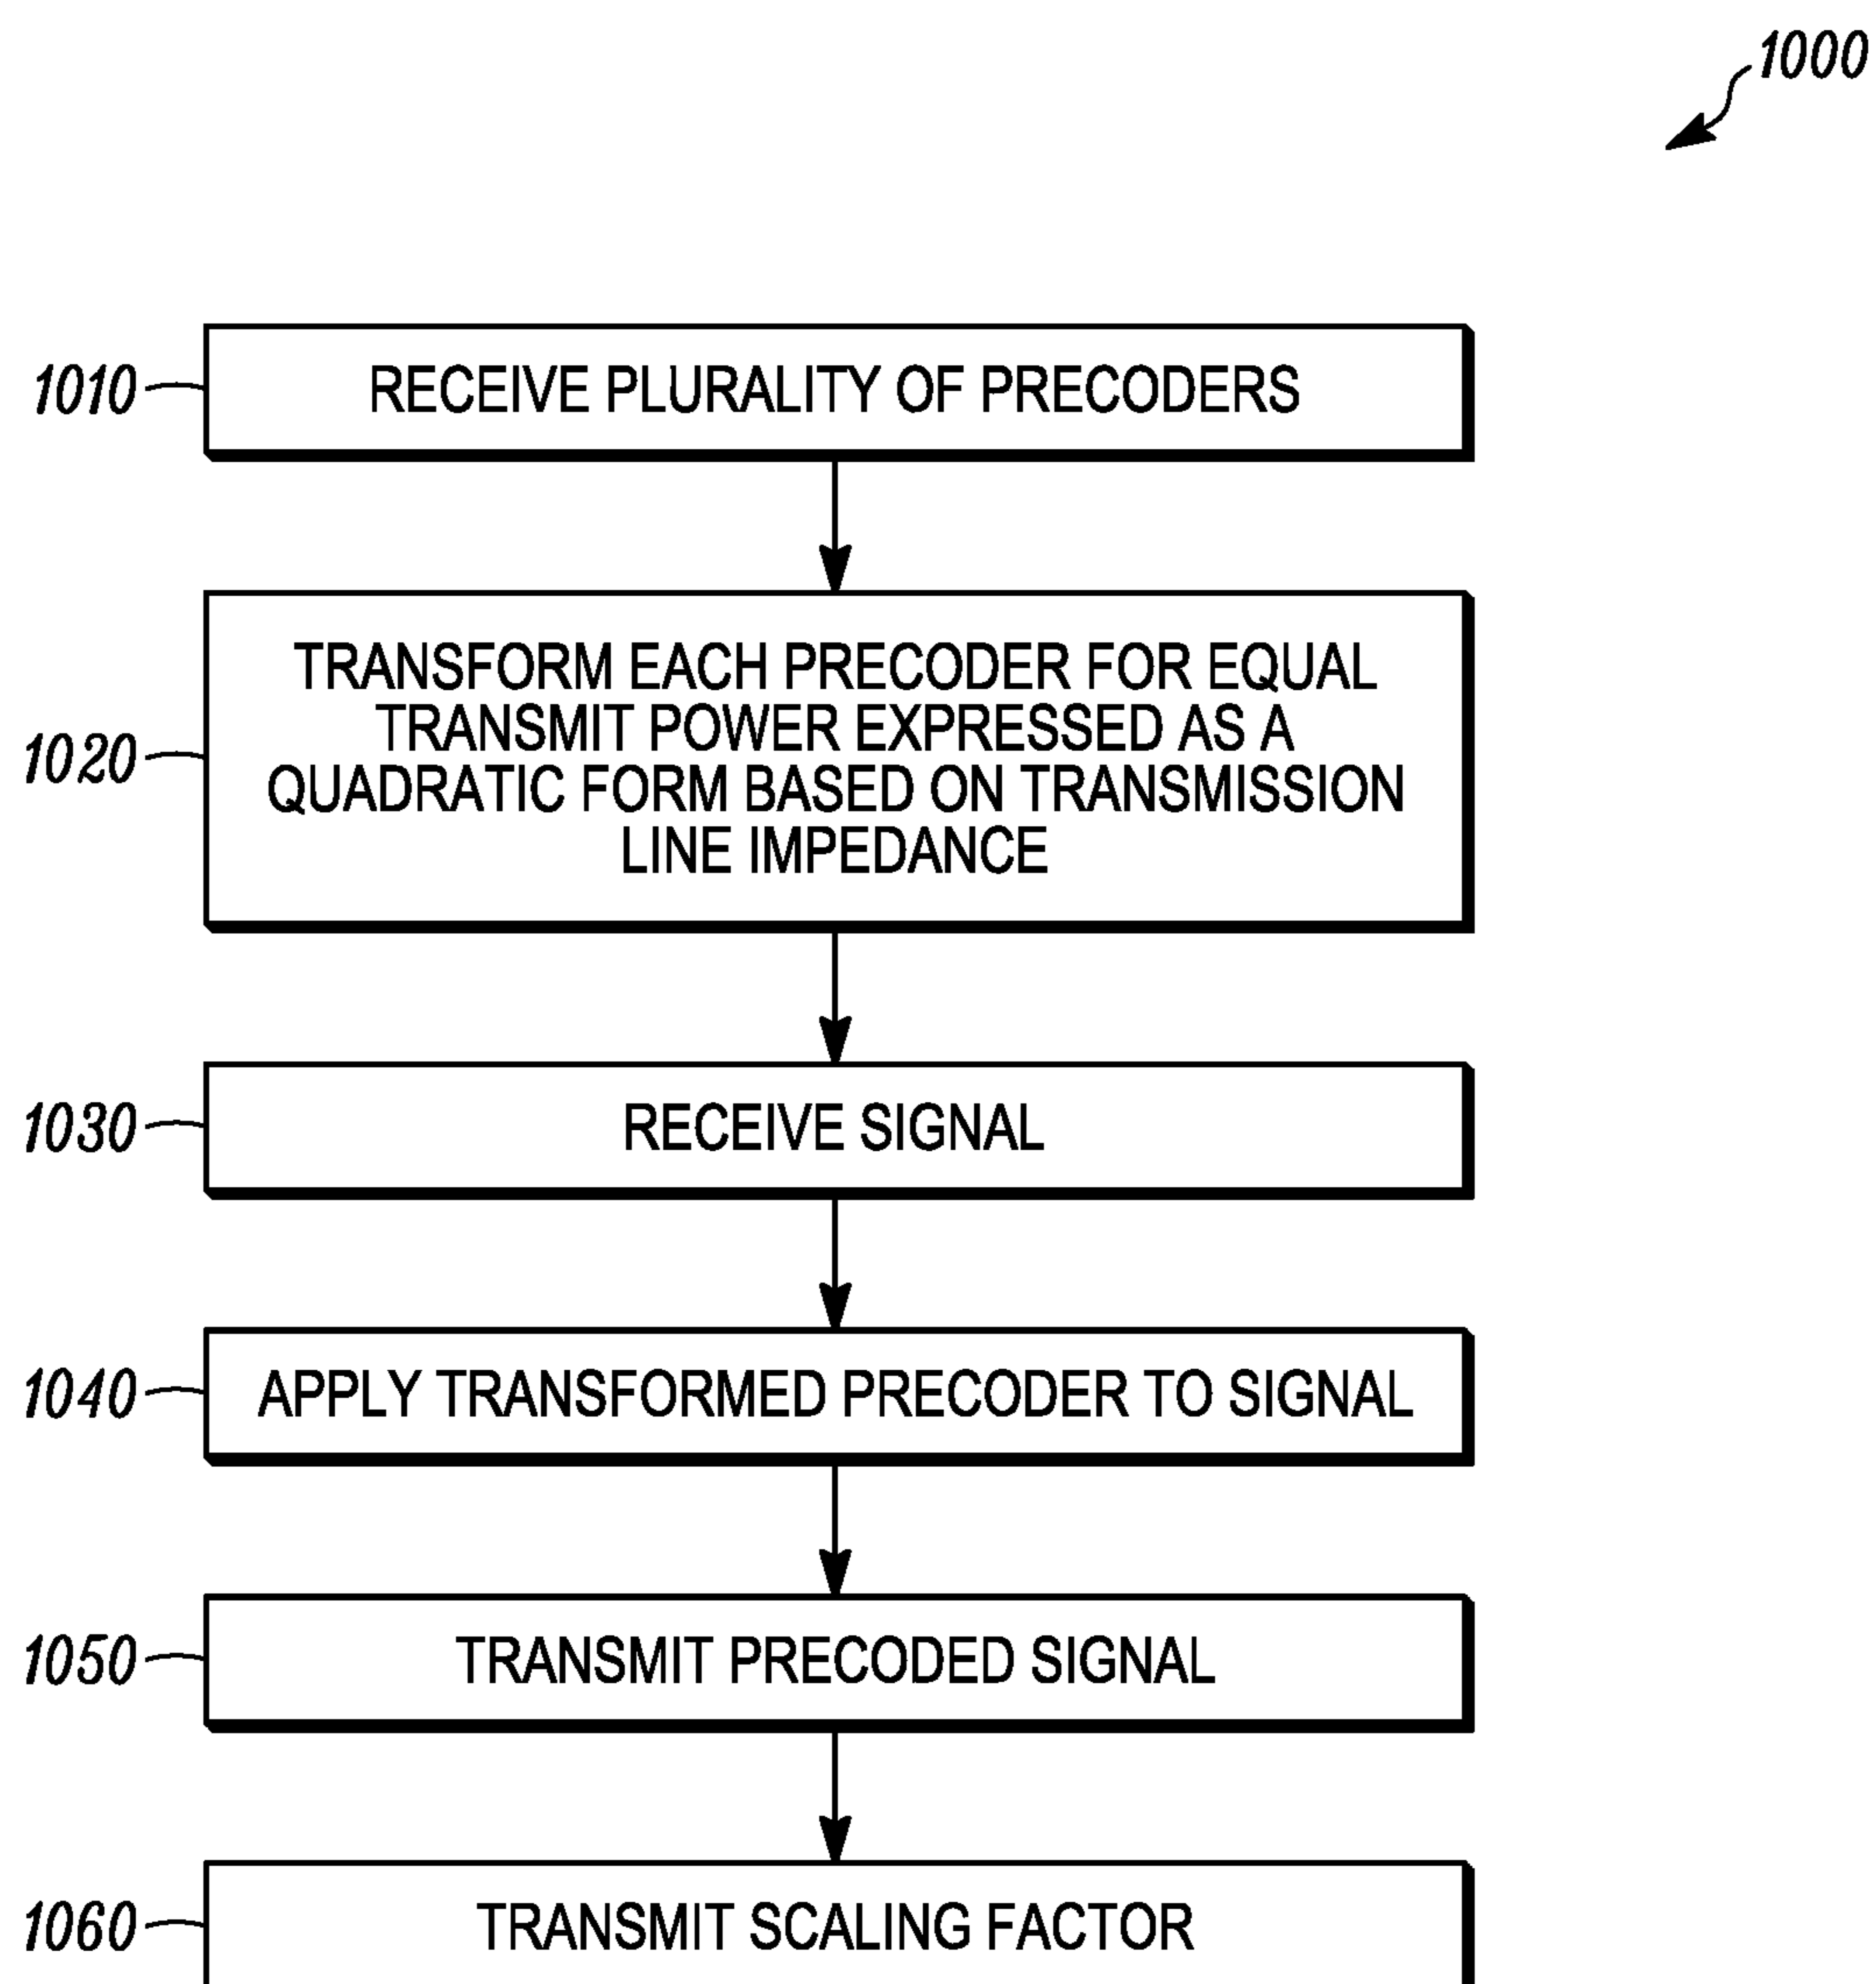 1000
1010
RECEIVE PLURALITY OF PRECODERS
1020
TRANSFORM EACH PRECODER FOR EQUAL
TRANSMIT POWER EXPRESSED AS A
QUADRATIC FORM BASED ON TRANSMISSION
LINE IMPEDANCE
1030
RECEIVE SIGNAL
1040
APPLY TRANSFORMED PRECODER TO SIGNAL
1050
TRANSMIT PRECODED SIGNAL
1060
TRANSMIT SCALING FACTOR